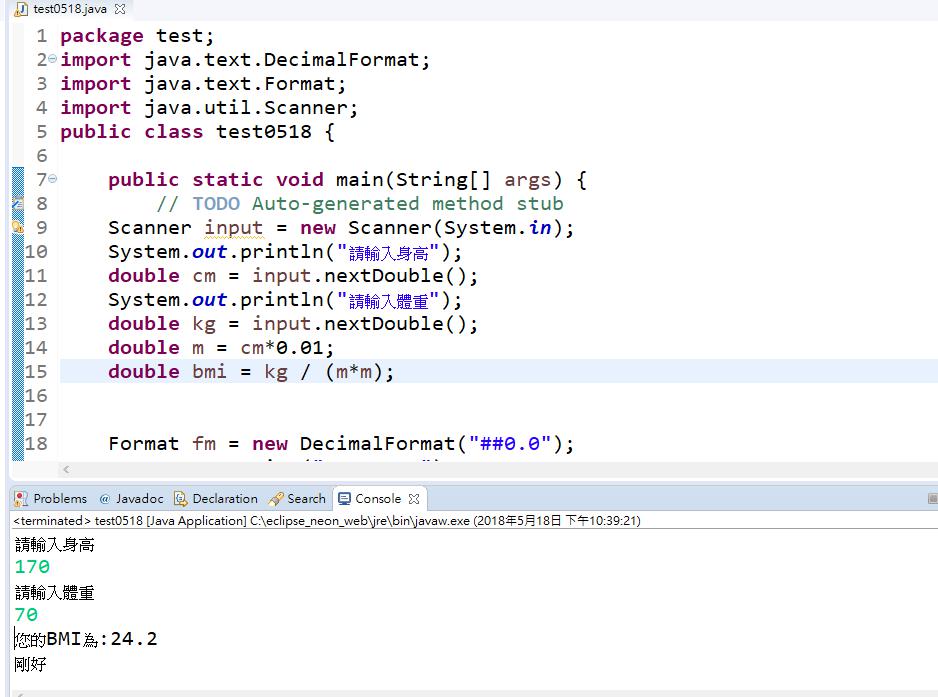 test0518.java
1 package test;
2 import java.text.DecimalFormat;
3 import java.text.Format;
4 import java.util.Scanner;
5 public class test0518 {
6
7 public static void main(String[] args) {
8 // TODO Auto-generated method stub
9 Scanner input = new Scanner(System.in);
10 System.out.println("請輸入身高");
11 double cm = input.nextDouble();
12 System.out.println("請輸入體重");
13 double kg = input.nextDouble();
14 double m = cm*0.01;
15 double bmi = kg / (m*m);
16
17
18 Format fm = new DecimalFormat("##0.0");
Problems @ Javadoc Declaration Search Console
<terminated> test0518 [Java Application] C:\eclipse_neon_web\jre\bin\javaw.exe (2018年5月18日 下午10:39:21)
請輸入身高
170
請輸入體重
70
您的BMI為:24.2
剛好